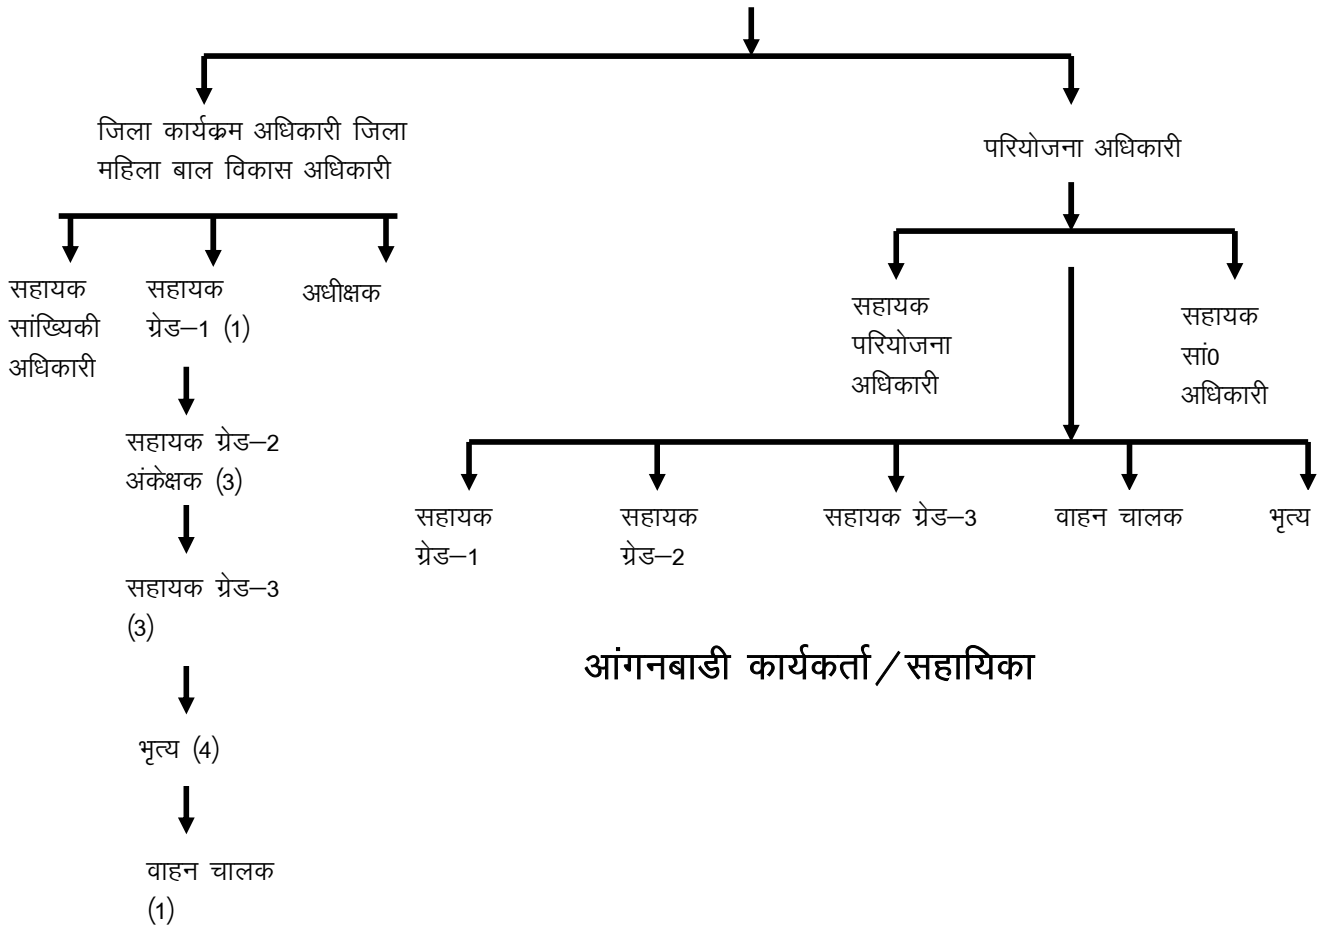 जिला कार्यक्रम अधिकारी जिला
महिला बाल विकास अधिकारी
परियोजना अधिकारी
सहायक
सांख्यिकी
अधिकारी
सहायक
ग्रेड–1 (1)
अधीक्षक
सहायक
परियोजना
अधिकारी
सहायक
सां0
अधिकारी
सहायक ग्रेड–2
अंकेक्षक (3)
सहायक ग्रेड–3
(3)
भृत्य (4)
वाहन चालक
(1)
सहायक
ग्रेड–1
सहायक
ग्रेड–2
सहायक ग्रेड–3
वाहन चालक
भृत्य
आंगनबाडी कार्यकर्ता/सहायिका